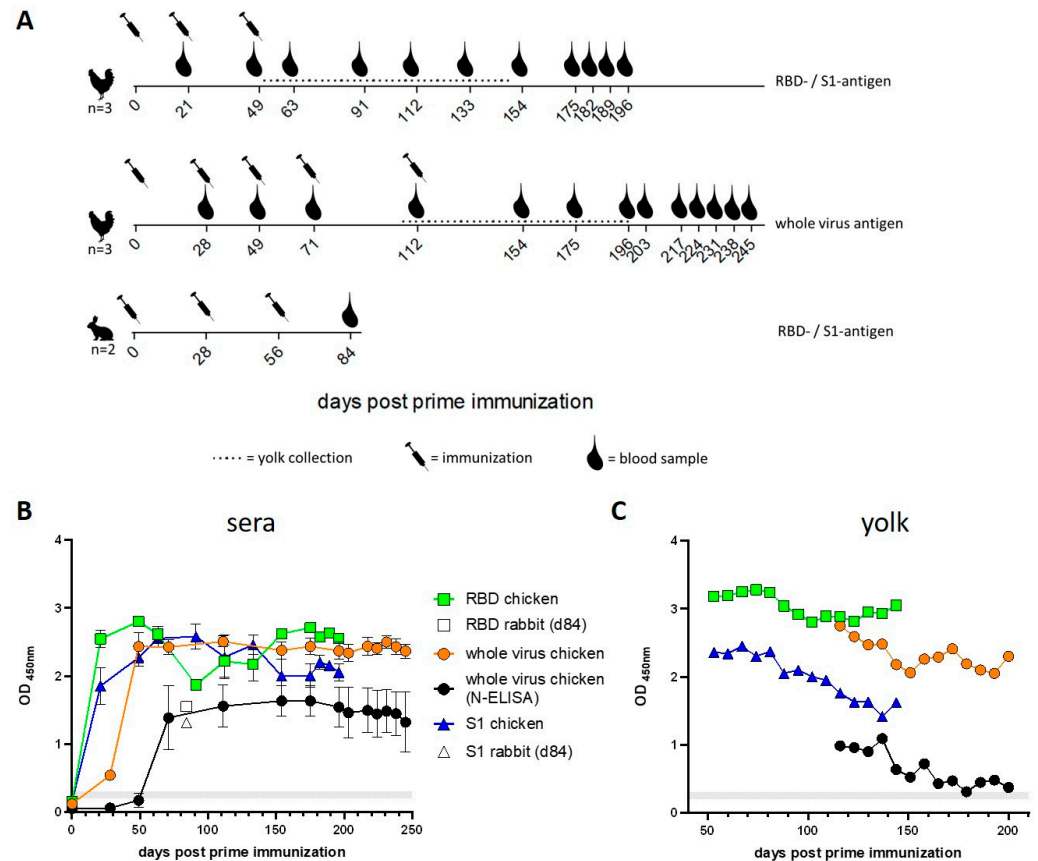 A
RBD- / S1-antigen
n=3
0 21 49 63 91 112 133 154 175 182 189 196
whole virus antigen
n=3
0 28 49 71 112 154 175 196 203 217 224 231 238 245
RBD- / S1-antigen
n=2
0 28 56 84
days post prime immunization
= yolk collection
= immunization
= blood sample
B
sera
4
3
2
1
0
OD 450nm
0 50 100 150 200 250
days post prime immunization
RBD chicken
RBD rabbit (d84)
whole virus chicken
whole virus chicken
(N-ELISA)
S1 chicken
S1 rabbit (d84)
C
yolk
4
3
2
1
0
OD 450nm
50 100 150 200
days post prime immunization